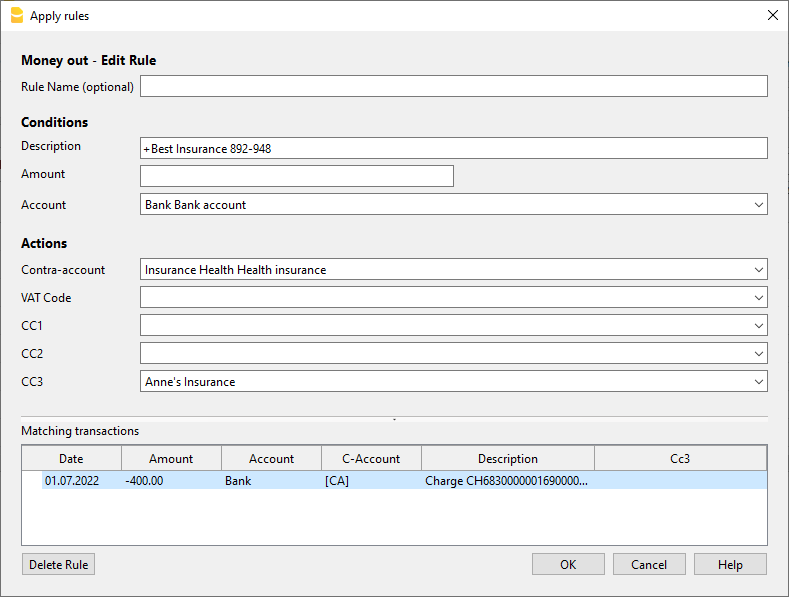 Apply rules
Money out - Edit Rule
Rule Name (optional)
Conditions
Description +Best Insurance 892-948
Amount
Account Bank Bank account
Actions
Contra-account Insurance Health Health insurance
VAT Code
CC1
CC2
CC3 Anne's Insurance
Matching transactions
Date Amount Account C-Account Description Cc3
01.07.2022 -400.00 Bank [CA] Charge CH6830000001690000...
Delete Rule OK Cancel Help